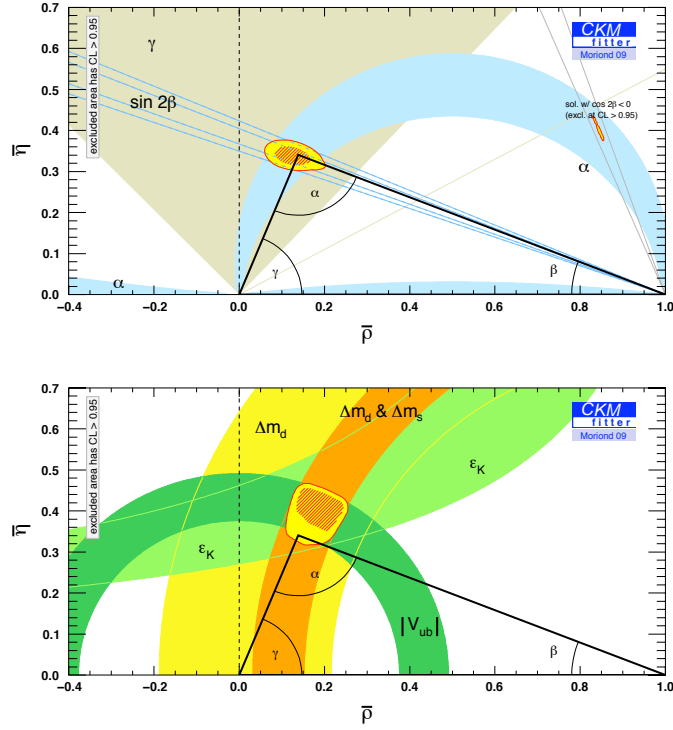 0.7
0.6
0.5
0.4
0.3
0.2
0.1
0.0
η̅
excluded area has CL > 0.95
γ
sin 2β
α
CKM
fitter
Moriond 09
sol. w/ cos 2β < 0
(excl. at CL > 0.95)
α
α
γ
β
-0.4 -0.2 0.0 0.2 0.4 0.6 0.8 1.0
ρ̅
0.7
0.6
0.5
0.4
0.3
0.2
0.1
0.0
η̅
excluded area has CL > 0.95
Δm_d
Δm_d & Δm_s
CKM
fitter
Moriond 09
ε_K
ε_K
α
|V_ub|
γ
β
-0.4 -0.2 0.0 0.2 0.4 0.6 0.8 1.0
ρ̅